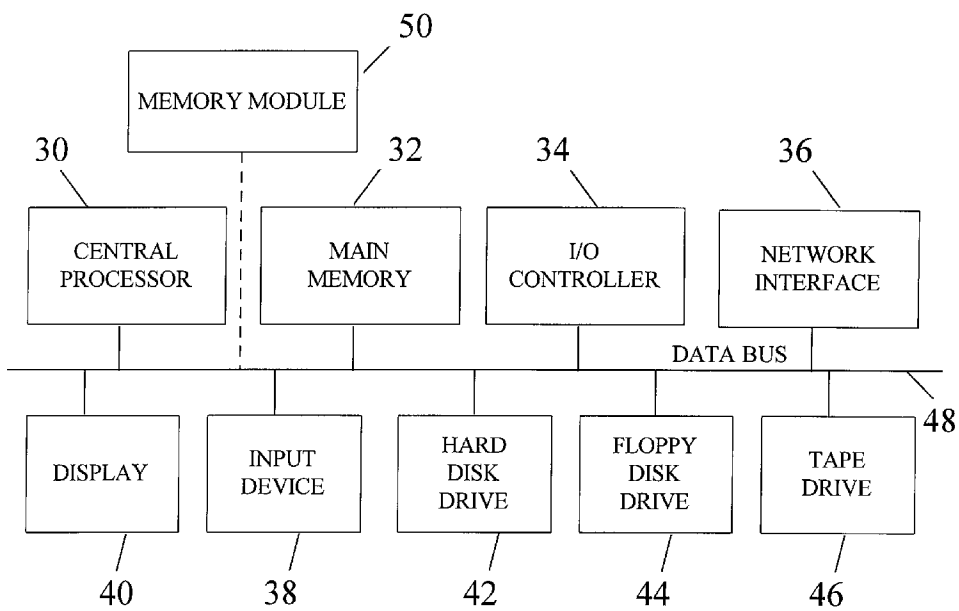 50
MEMORY MODULE
30
32
34
36
CENTRAL
PROCESSOR
MAIN
MEMORY
I/O
CONTROLLER
NETWORK
INTERFACE
DATA BUS
48
DISPLAY
INPUT
DEVICE
HARD
DISK
DRIVE
FLOPPY
DISK
DRIVE
TAPE
DRIVE
40
38
42
44
46